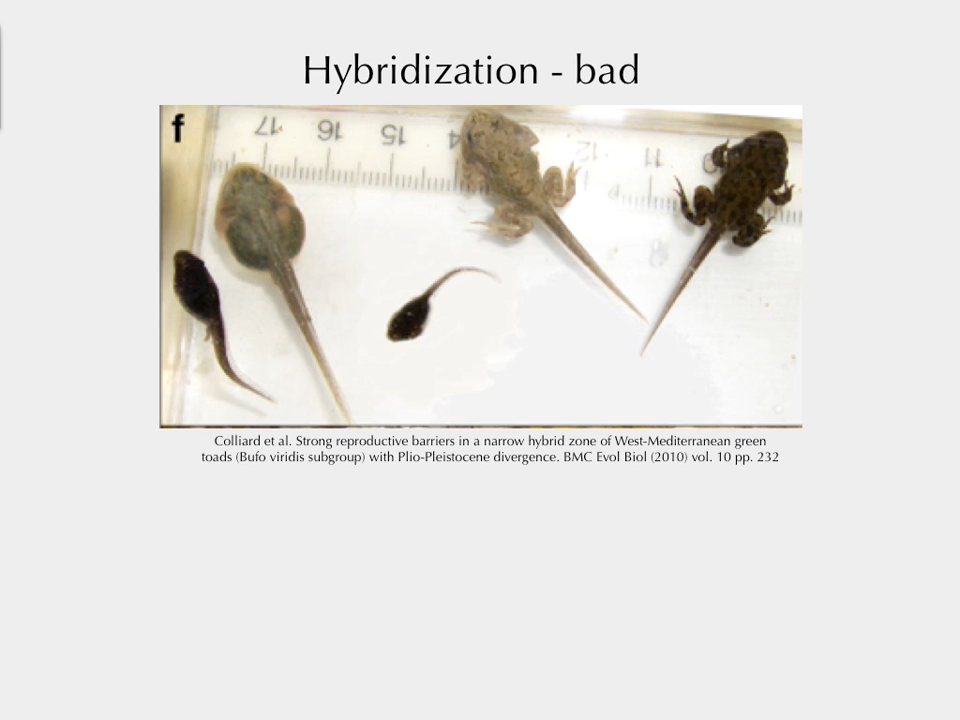 Hybridization - bad
f
17 16 15 14 12 11 0
Colliard et al. Strong reproductive barriers in a narrow hybrid zone of West-Mediterranean green
toads (Bufo viridis subgroup) with Plio-Pleistocene divergence. BMC Evol Biol (2010) vol. 10 pp. 232